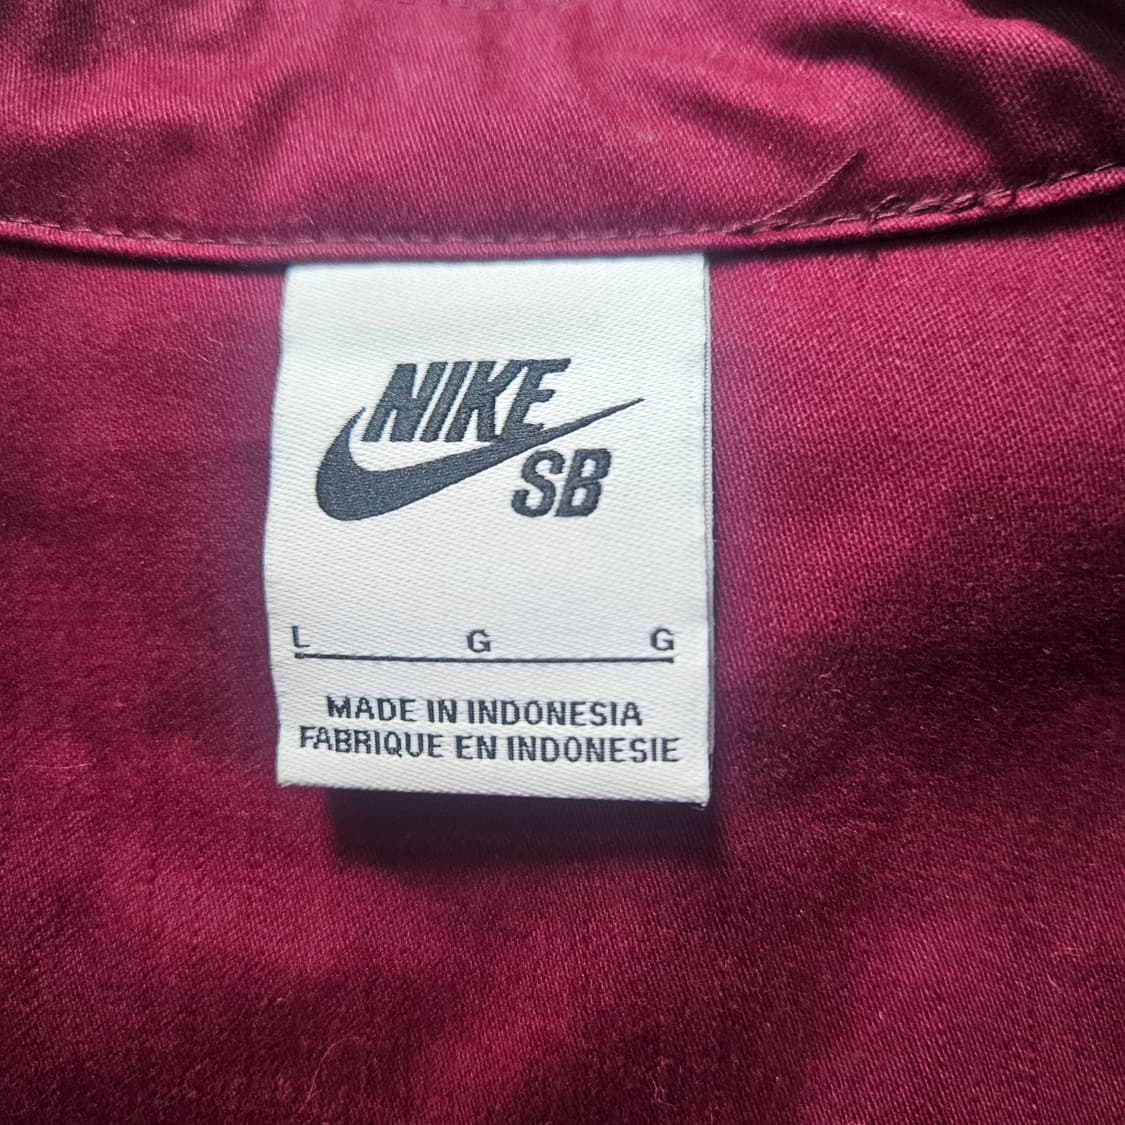 NIKE
SB
L G G
MADE IN INDONESIA
FABRIQUE EN INDONESIE